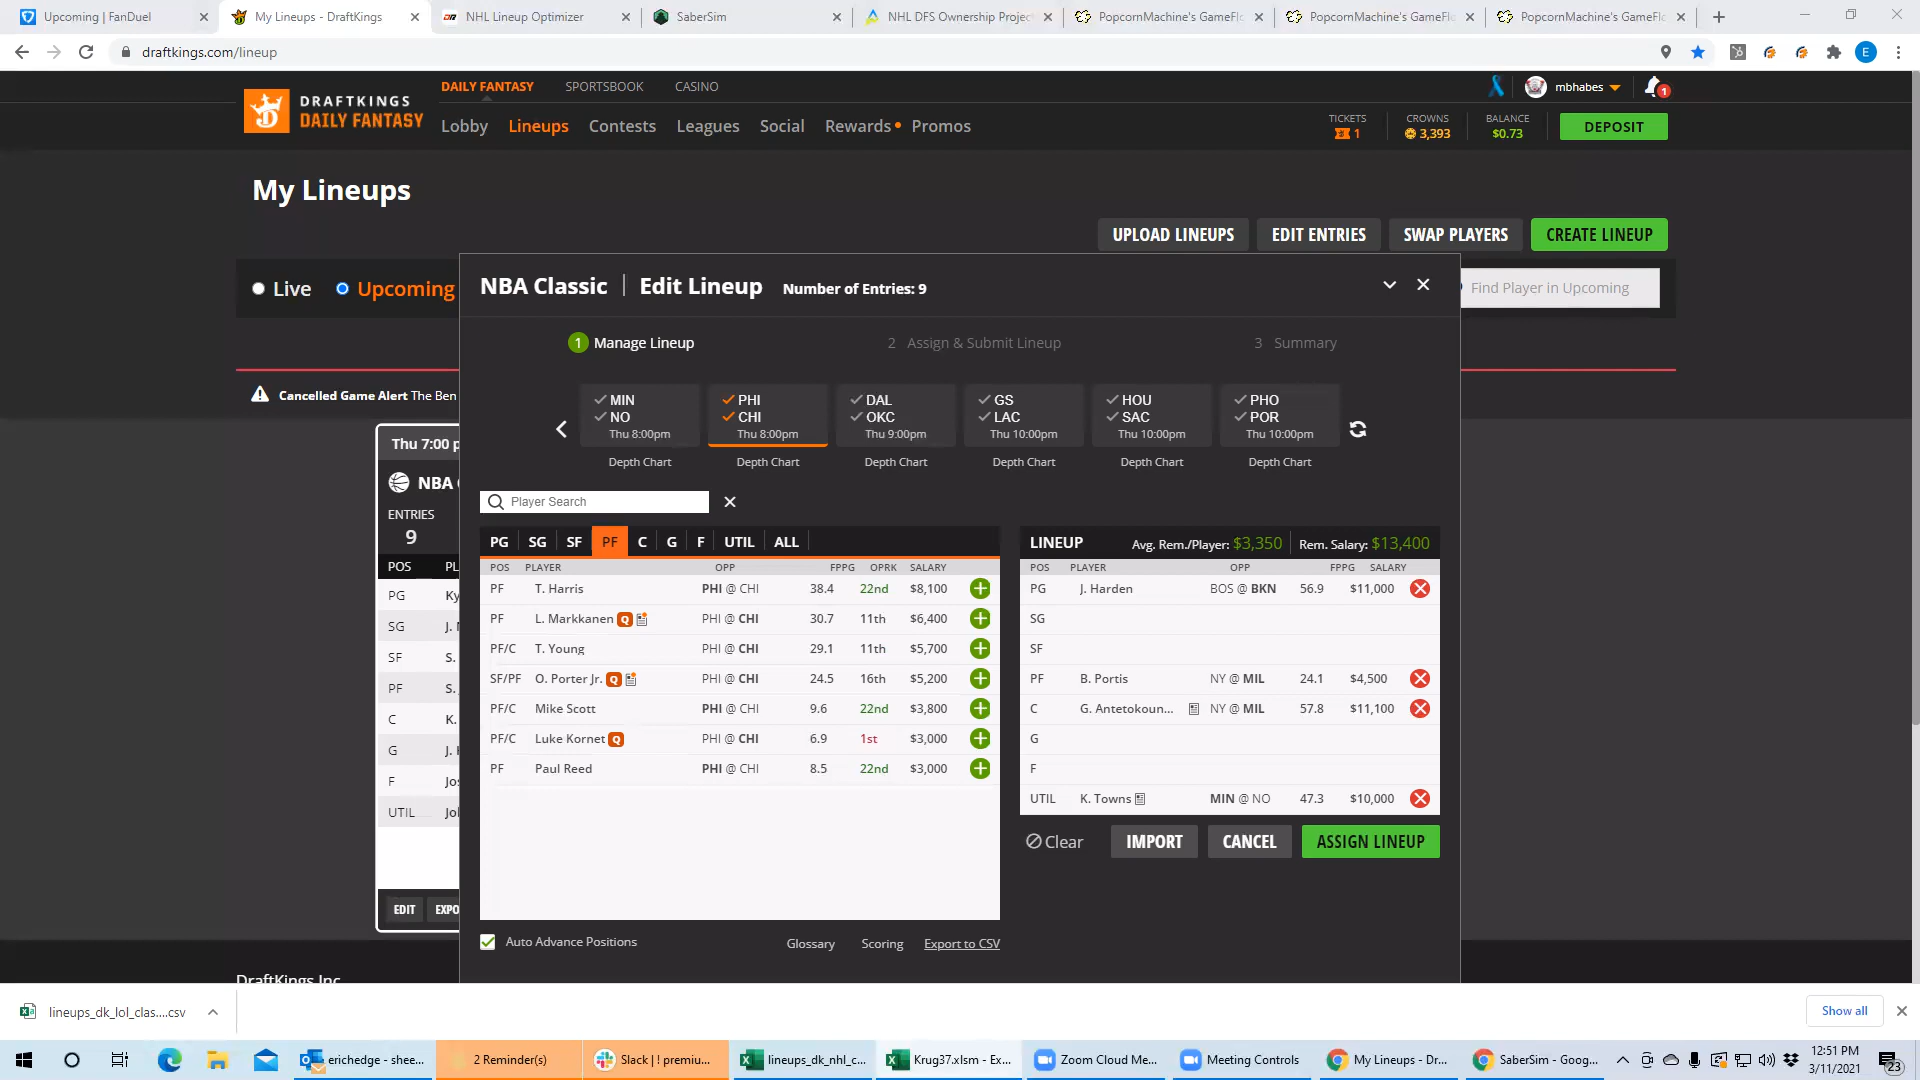 Upcoming | FanDuel
My Lineups - DraftKings
NHL Lineup Optimizer
SaberSim
NHL DFS Ownership Project
PopcornMachine's GameFlo
PopcornMachine's GameFlo
PopcornMachine's GameFlo
draftkings.com/lineup
E
DAILY FANTASY SPORTSBOOK CASINO
mbhabes
1
DRAFTKINGS
DAILY FANTASY
Lobby Lineups Contests Leagues Social Rewards Promos
TICKETS CROWNS BALANCE
1 3,393 $0.73
DEPOSIT
My Lineups
UPLOAD LINEUPS EDIT ENTRIES SWAP PLAYERS CREATE LINEUP
Live Upcoming
Find Player in Upcoming
NBA Classic | Edit Lineup Number of Entries: 9
1 Manage Lineup 2 Assign & Submit Lineup 3 Summary
Cancelled Game Alert The Ben
MIN PHI DAL GS HOU PHO
NO CHI OKC LAC SAC POR
Thu 8:00pm Thu 8:00pm Thu 9:00pm Thu 10:00pm Thu 10:00pm Thu 10:00pm
Depth Chart Depth Chart Depth Chart Depth Chart Depth Chart Depth Chart
Thu 7:00 p
NBA
ENTRIES
9
POS PL
PG Ky
SG J.
SF S.
PF S.
C K.
G J.
F Jos
UTIL Jol
EDIT EXPO
Player Search
PG SG SF PF C G F UTIL ALL
POS PLAYER OPP FPPG OPRK SALARY
PF T. Harris PHI @ CHI 38.4 22nd $8,100
PF L. Markkanen Q PHI @ CHI 30.7 11th $6,400
PF/C T. Young PHI @ CHI 29.1 11th $5,700
SF/PF O. Porter Jr. Q PHI @ CHI 24.5 16th $5,200
PF/C Mike Scott PHI @ CHI 9.6 22nd $3,800
PF/C Luke Kornet Q PHI @ CHI 6.9 1st $3,000
PF Paul Reed PHI @ CHI 8.5 22nd $3,000
Auto Advance Positions Glossary Scoring Export to CSV
LINEUP Avg. Rem./Player: $3,350 Rem. Salary: $13,400
POS PLAYER OPP FPPG SALARY
PG J. Harden BOS @ BKN 56.9 $11,000
SG
SF
PF B. Portis NY @ MIL 24.1 $4,500
C G. Antetokoun... NY @ MIL 57.8 $11,100
G
F
UTIL K. Towns MIN @ NO 47.3 $10,000
Clear IMPORT CANCEL ASSIGN LINEUP
DraftKings Inc
lineups_dk_lol_clas....csv
Show all
erichedge - shee...
2 Reminder(s)
Slack | ! premiu...
lineups_dk_nhl_c...
Krug37.xlsm - Ex...
Zoom Cloud Me...
Meeting Controls
My Lineups - Dr...
SaberSim - Goog...
12:51 PM
3/11/2021
23